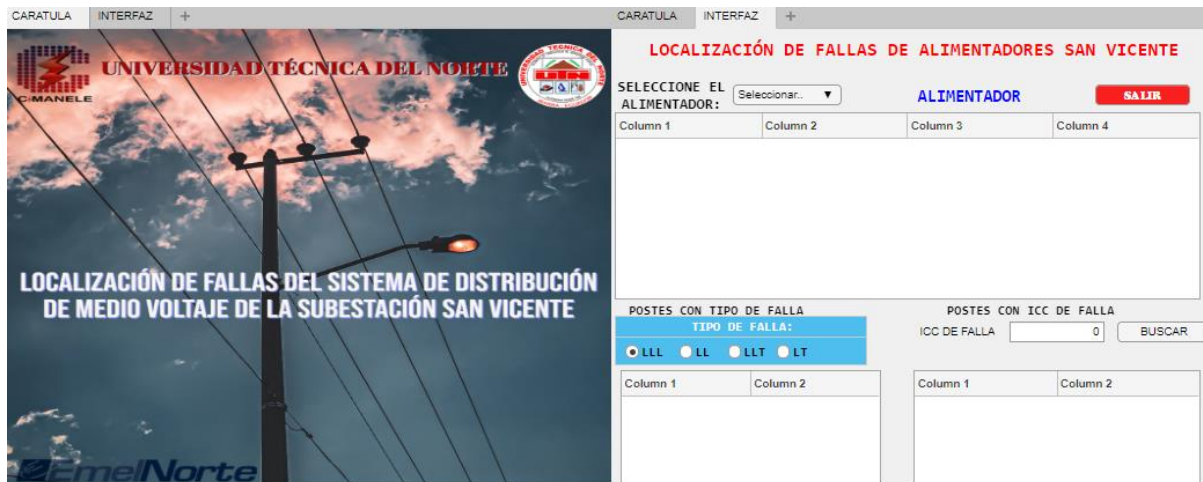 CARATULA INTERFAZ +
C-MANELE
UNIVERSIDAD TÉCNICA DEL NORTE
UTN
LOCALIZACIÓN DE FALLAS DEL SISTEMA DE DISTRIBUCIÓN
DE MEDIO VOLTAJE DE LA SUBESTACIÓN SAN VICENTE
EmelNorte
CARATULA INTERFAZ +
LOCALIZACIÓN DE FALLAS DE ALIMENTADORES SAN VICENTE
SELECCIONE EL
ALIMENTADOR:
Seleccionar.. ▼ ALIMENTADOR SALIR
Column 1 Column 2 Column 3 Column 4
POSTES CON TIPO DE FALLA
TIPO DE FALLA:
LLL LL LLT LT
Column 1 Column 2
POSTES CON ICC DE FALLA
ICC DE FALLA 0 BUSCAR
Column 1 Column 2